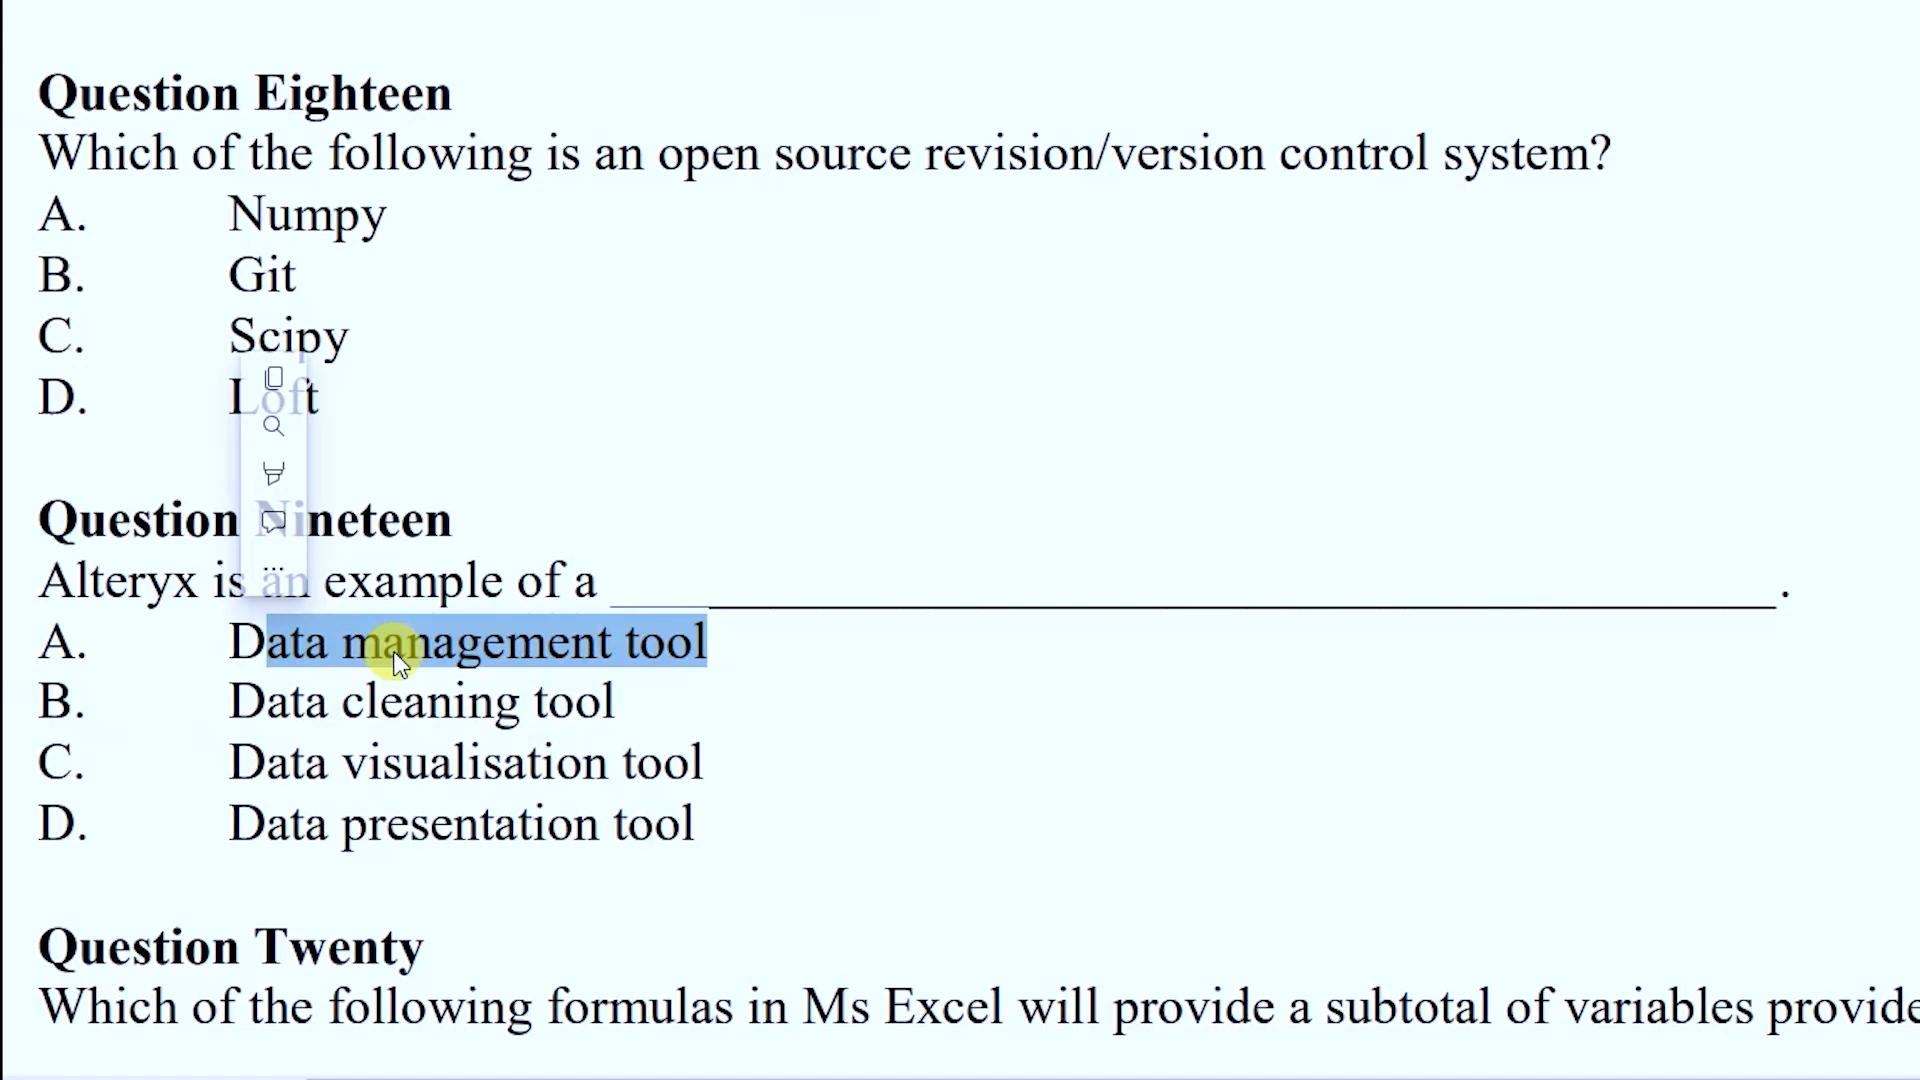 Question Eighteen
Which of the following is an open source revision/version control system?
A. Numpy
B. Git
C. Scipy
D. Loft
Question Nineteen
Alteryx is an example of a ______________________________.
A. Data management tool
B. Data cleaning tool
C. Data visualisation tool
D. Data presentation tool
Question Twenty
Which of the following formulas in Ms Excel will provide a subtotal of variables provide